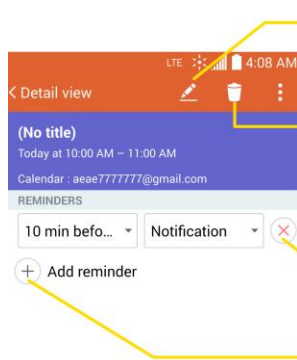 LTE 4:08 AM
Detail view
(No title)
Today at 10:00 AM – 11:00 AM
Calendar : aeae7777777@gmail.com
REMINDERS
10 min befo... Notification
Add reminder